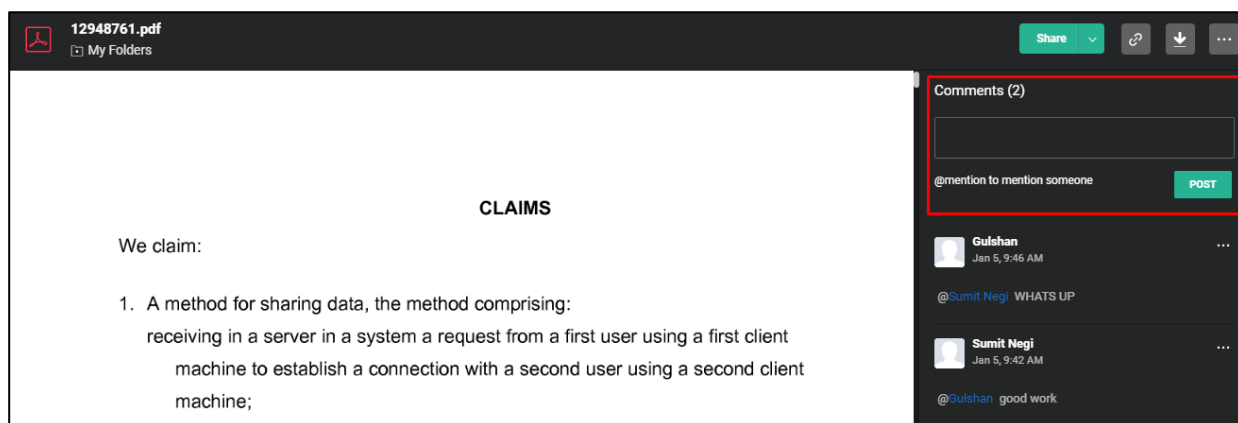 12948761.pdf
My Folders
Share
CLAIMS
We claim:
1. A method for sharing data, the method comprising:
receiving in a server in a system a request from a first user using a first client
machine to establish a connection with a second user using a second client
machine;
Comments (2)
@mention to mention someone
POST
Gulshan
Jan 5, 9:46 AM
@Sumit Negi WHATS UP
Sumit Negi
Jan 5, 9:42 AM
@Gulshan good work